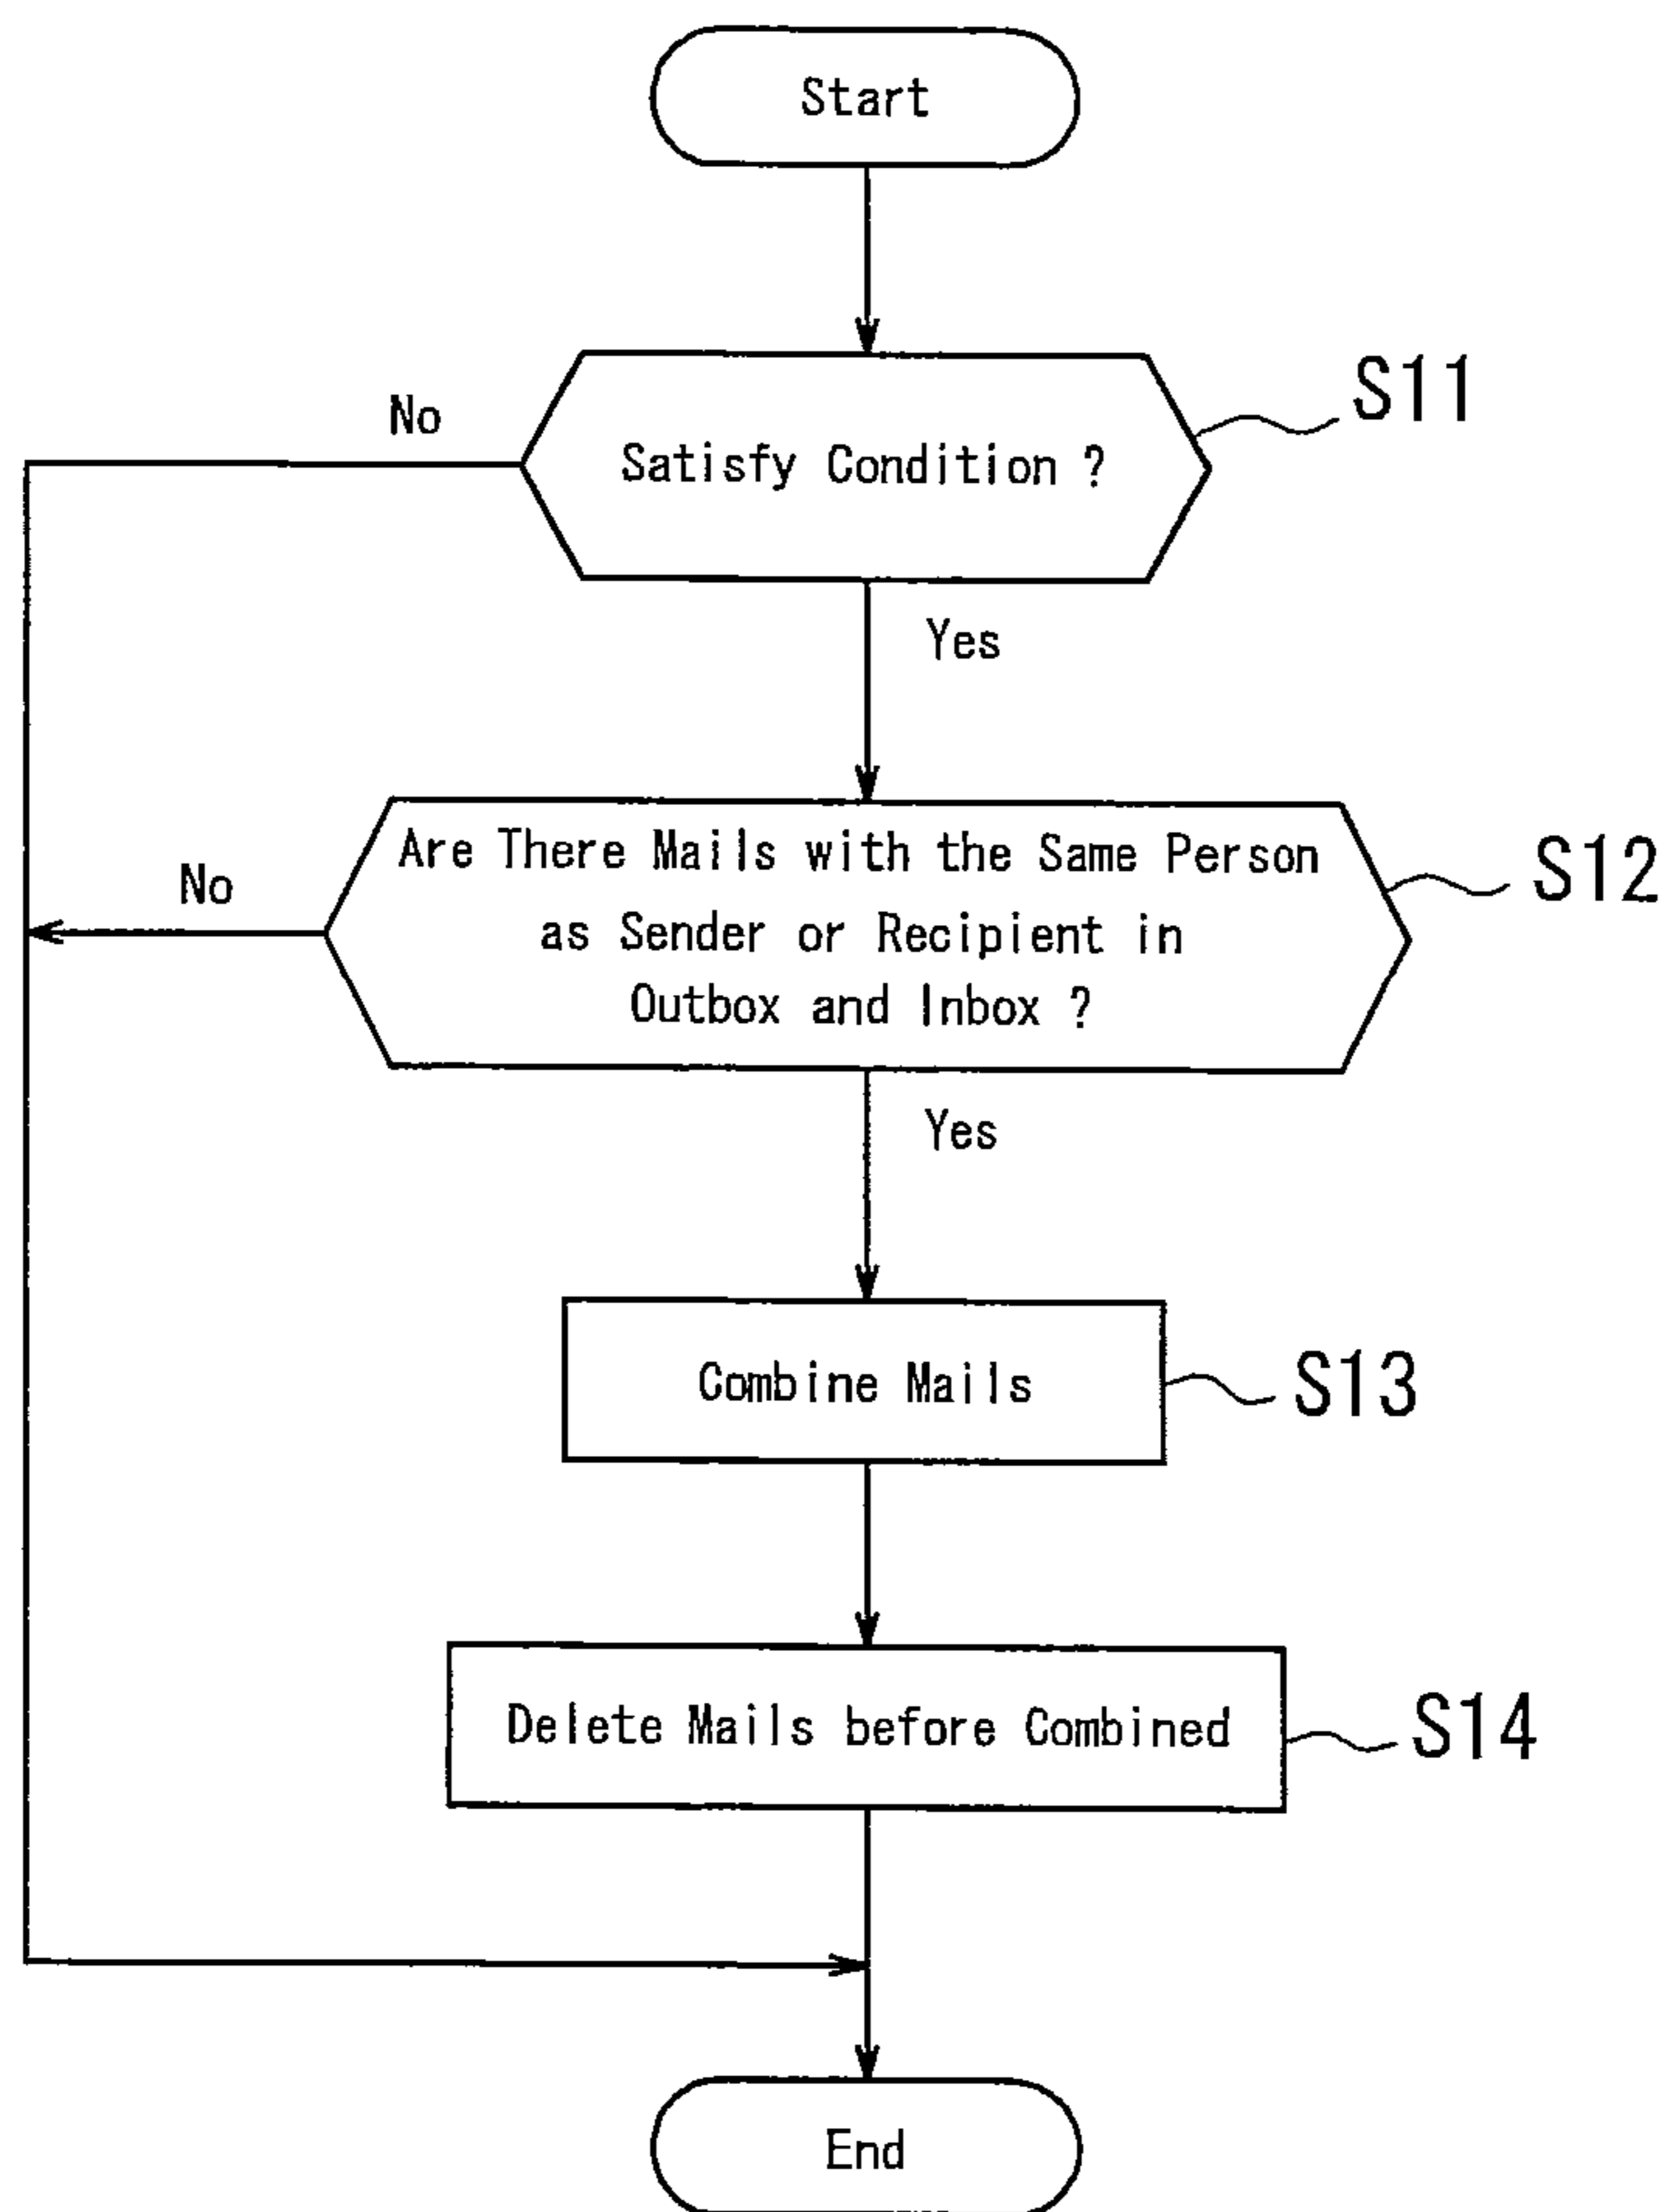 Start
S11
No
Satisfy Condition ?
Yes
Are There Mails with the Same Person
S12
No
as Sender or Recipient in
Outbox and Inbox ?
Yes
Combine Mails
S13
Delete Mails before Combined
S14
End